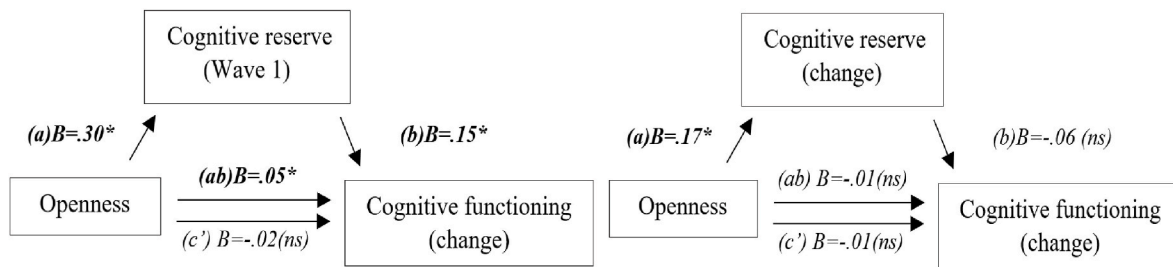 Cognitive reserve
(Wave 1)
(a)B=.30*
(b)B=.15*
(ab)B=.05*
Openness
Cognitive functioning
(change)
(c’) B=-.02(ns)
Cognitive reserve
(change)
(a)B=.17*
(b)B=-.06 (ns)
(ab) B=-.01(ns)
Openness
Cognitive functioning
(change)
(c’) B=-.01(ns)